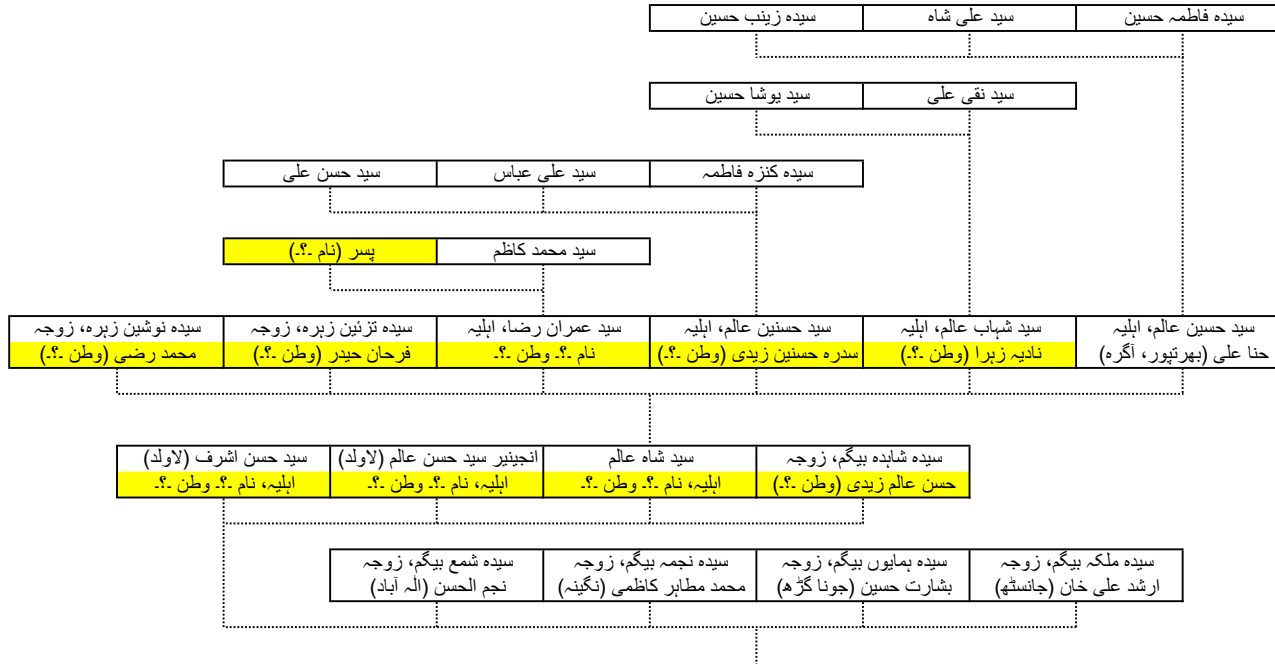 سیدہ فاطمہ حسین
سید علی شاہ
سیدہ زینب حسین
سید نقی علی
سید یوشا حسین
سیدہ کنزہ فاطمہ
سید علی عباس
سید حسن علی
سید محمد کاظم
پسر (نام ۔؟۔)
سید حسین عالم، اہلیہ
حنا علی (بھرتپور، آگرہ)
سید شہاب عالم، اہلیہ
نادیہ زہرا (وطن ۔؟۔)
سید حسنین عالم، اہلیہ
سدرہ حسنین زیدی (وطن ۔؟۔)
سید عمران رضا، اہلیہ
نام ۔؟۔ وطن ۔؟۔
سیدہ تزئین زہرہ، زوجہ
فرحان حیدر (وطن ۔؟۔)
سیدہ نوشین زہرہ، زوجہ
محمد رضی (وطن ۔؟۔)
سیدہ شاہدہ بیگم، زوجہ
حسن عالم زیدی (وطن ۔؟۔)
سید شاہ عالم
اہلیہ، نام ۔؟۔ وطن ۔؟۔
انجینیر سید حسن عالم (لاولد)
اہلیہ، نام ۔؟۔ وطن ۔؟۔
سید حسن اشرف (لاولد)
اہلیہ، نام ۔؟۔ وطن ۔؟۔
سیدہ ملکہ بیگم، زوجہ
ارشد علی خان (جانسٹھ)
سیدہ ہمایوں بیگم، زوجہ
بشارت حسین (جونا گڑھ)
سیدہ نجمہ بیگم، زوجہ
محمد مطاہر کاظمی (نگینہ)
سیدہ شمع بیگم، زوجہ
نجم الحسن (الٰہ آباد)